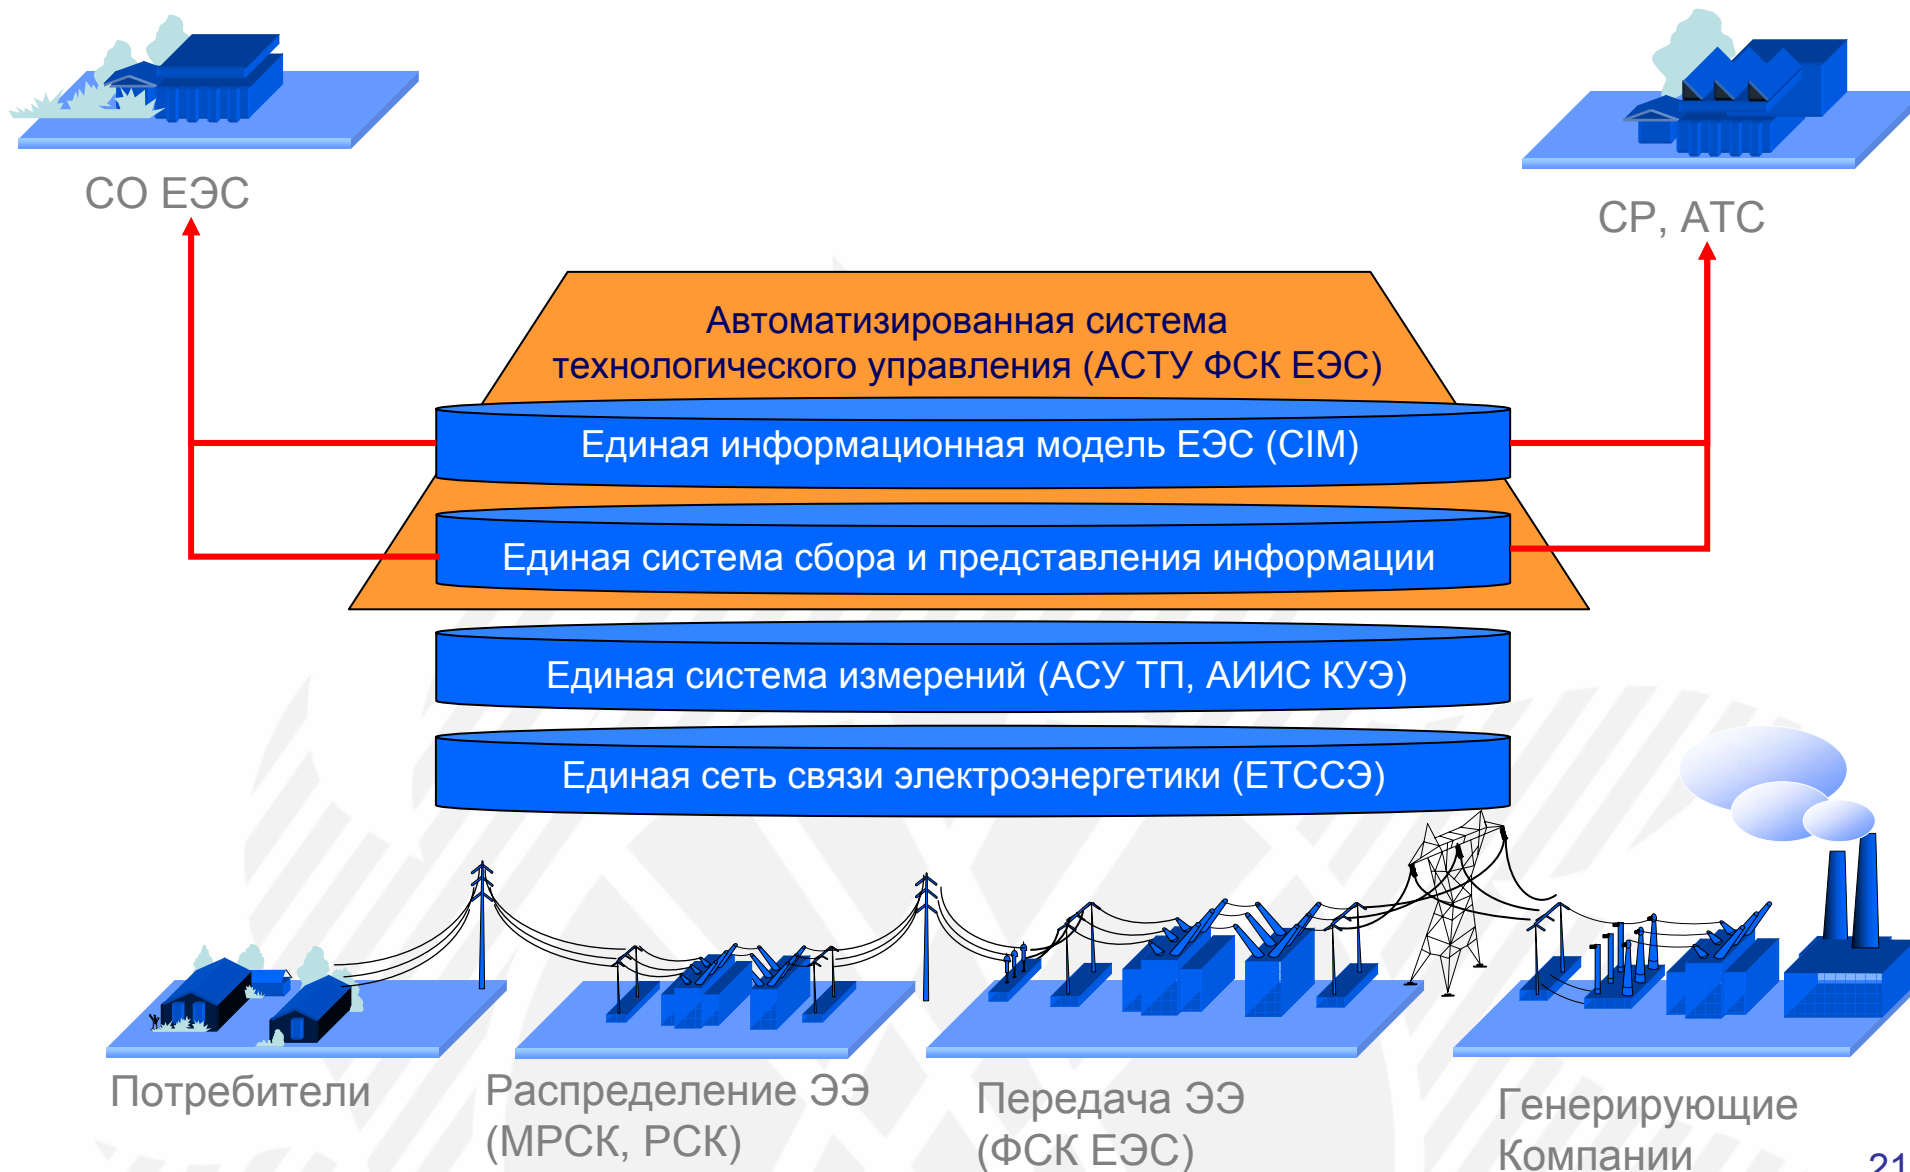 СО ЕЭС
СР, АТС
Автоматизированная система
технологического управления (АСТУ ФСК ЕЭС)
Единая информационная модель ЕЭС (CIM)
Единая система сбора и представления информации
Единая система измерений (АСУ ТП, АИИС КУЭ)
Единая сеть связи электроэнергетики (ЕТССЭ)
Потребители
Распределение ЭЭ
(МРСК, РСК)
Передача ЭЭ
(ФСК ЕЭС)
Генерирующие
Компании
21